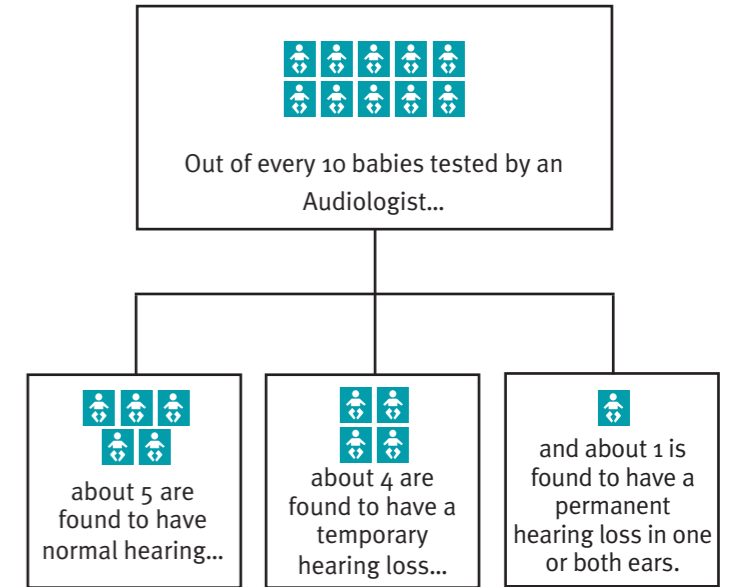 Out of every 10 babies tested by an
Audiologist...
about 5 are
found to have
normal hearing...
about 4 are
found to have a
temporary
hearing loss...
and about 1 is
found to have a
permanent
hearing loss in one
or both ears.